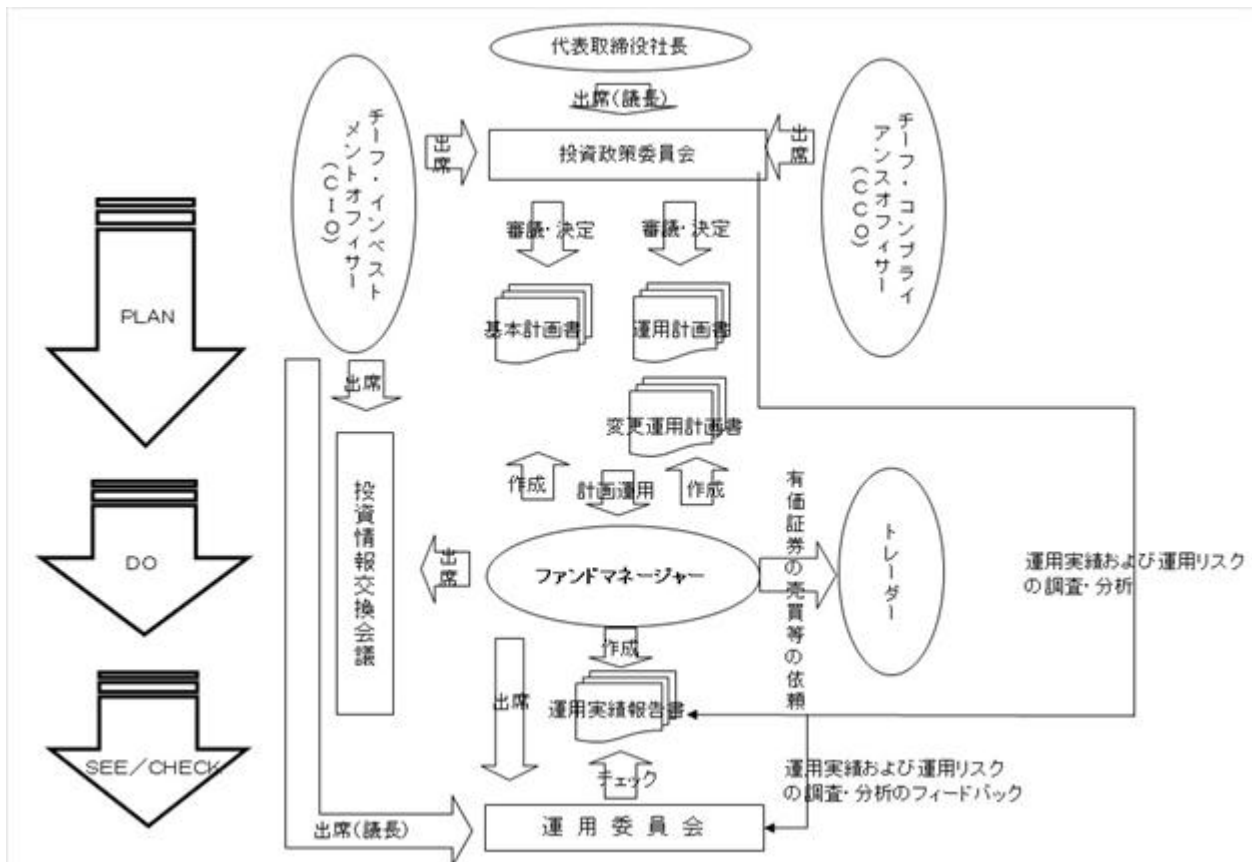 代表取締役社長
出席(議長)
チーフ・インベスト
メントオフィサー
(CIO)
出席
投資政策委員会
出席
チーフ・コンプライ
アンスオフィサー
(CCO)
審議・決定
審議・決定
PLAN
基本計画書
運用計画書
出席
変更運用計画書
作成
計画運用
作成
投資情報交換会議
DO
出席
ファンドマネージャー
有価証券の売買等の依頼
トレーダー
運用実績および運用リスク
の調査・分析
作成
出席
運用実績報告書
SEE/CHECK
チェック
運用実績および運用リスク
の調査・分析のフィードバック
出席(議長)
運用委員会